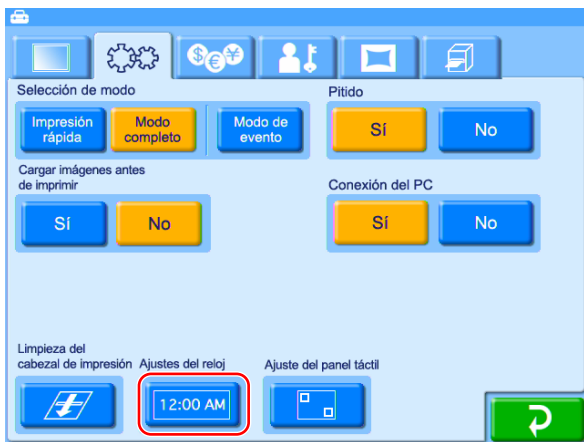 $ € ¥
Selección de modo
Pitido
Impresión
rápida
Modo
completo
Modo de
evento
Sí
No
Cargar imágenes antes
de imprimir
Conexión del PC
Sí
No
Sí
No
Limpieza del
cabezal de impresión
Ajustes del reloj
Ajuste del panel táctil
12:00 AM